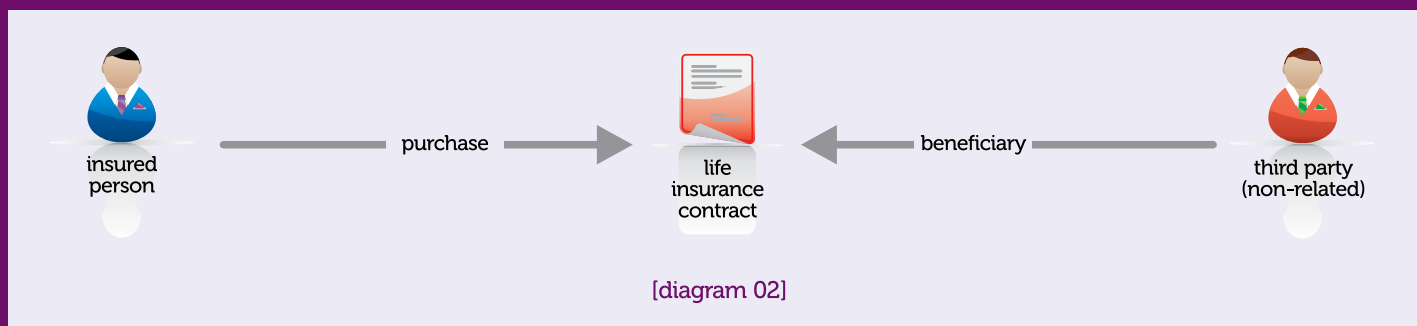 purchase
beneficiary
insured
person
life
insurance
contract
third party
(non-related)
[diagram 02]